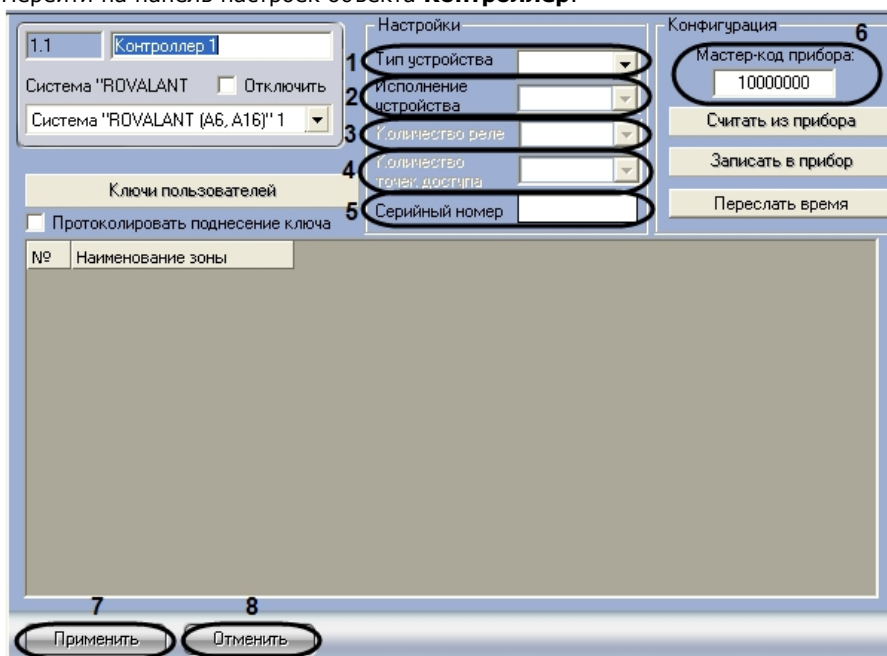 Перейти на панель настроек объекта Контроллер.
1.1 Контроллер 1
Система "ROVALANT Отключить
Система "ROVALANT (A6, A16)" 1
Ключи пользователей
Протоколировать поднесение ключа
Настройки
1 Тип устройства
2 Исполнение
устройства
3 Количество реле
4 Количество
точек доступа
5 Серийный номер
Конфигурация
6
Мастер-код прибора:
10000000
Считать из прибора
Записать в прибор
Переслать время
№ Наименование зоны
7 8
Применить Отменить